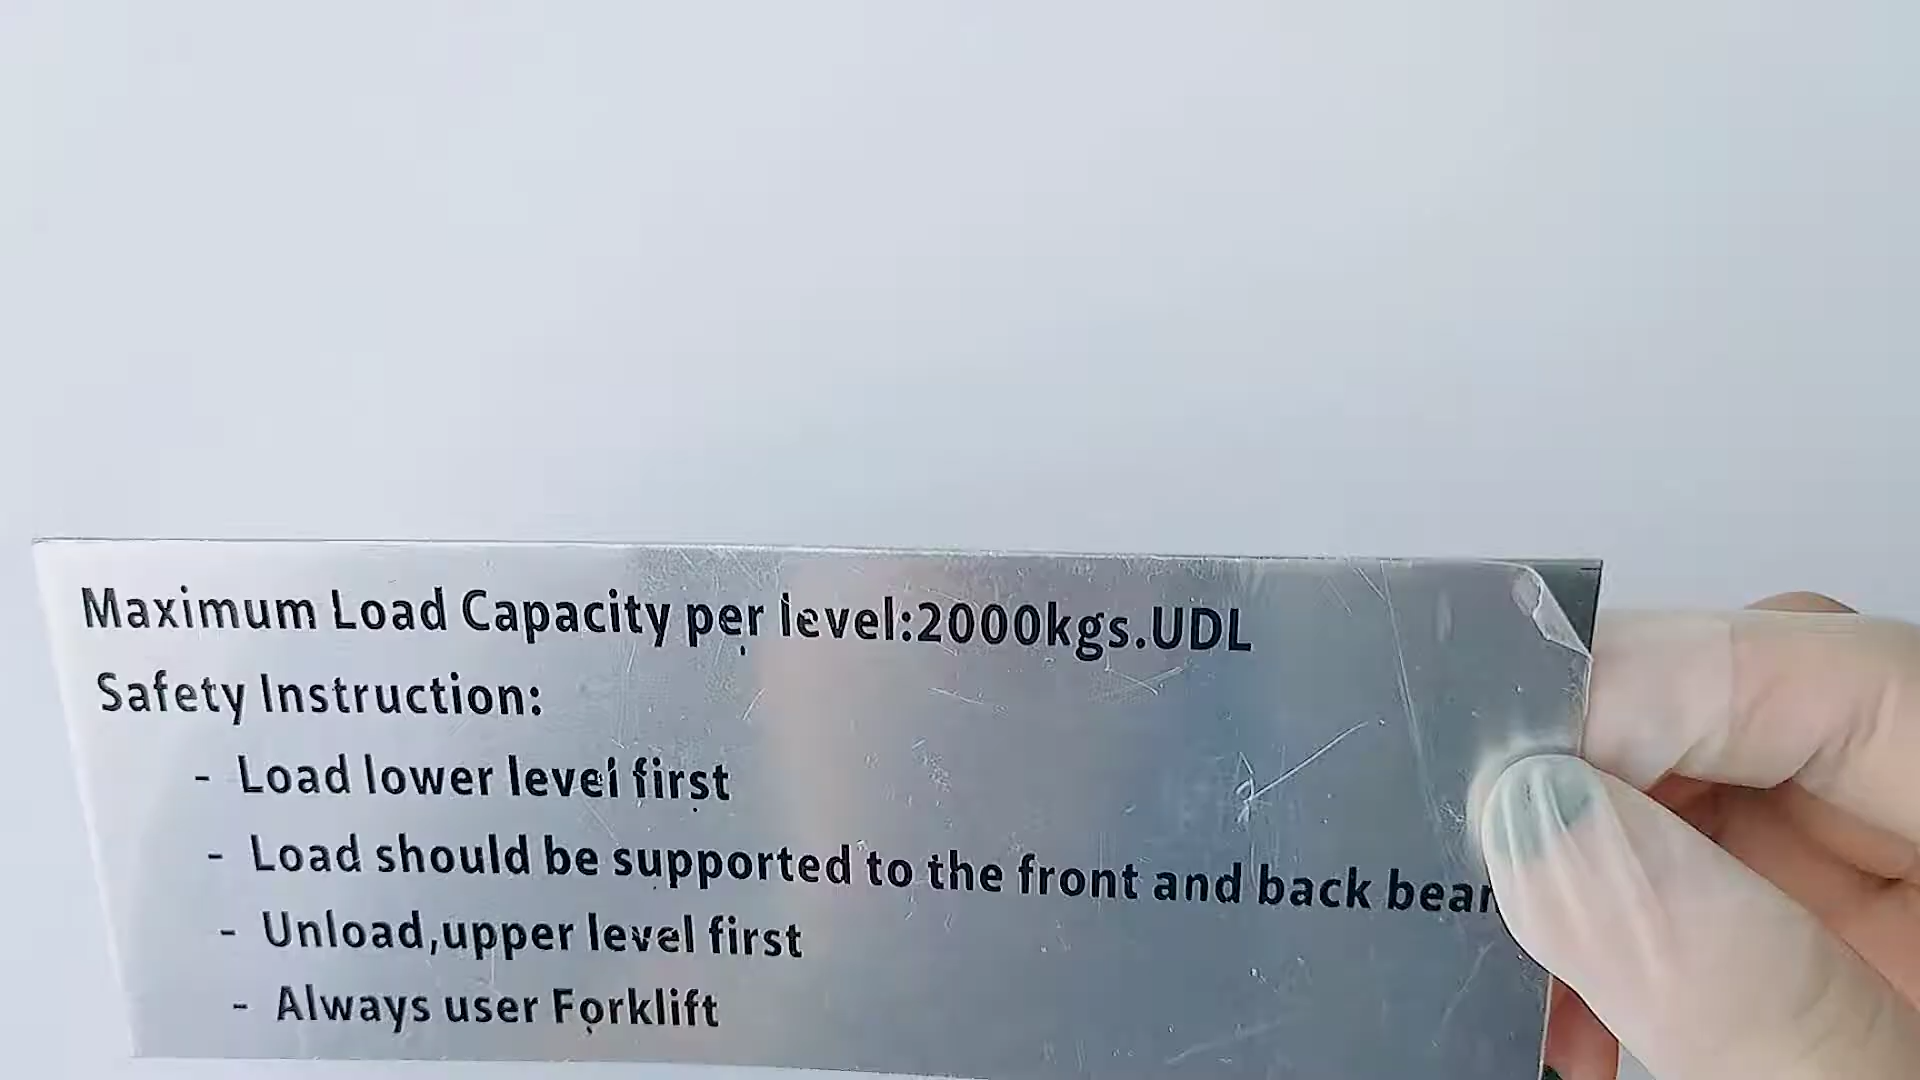 Maximum Load Capacity per level:2000kgs.UDL
Safety Instruction:
- Load lower level first
- Load should be supported to the front and back
- Unload,upper level first
- Always user Forklift